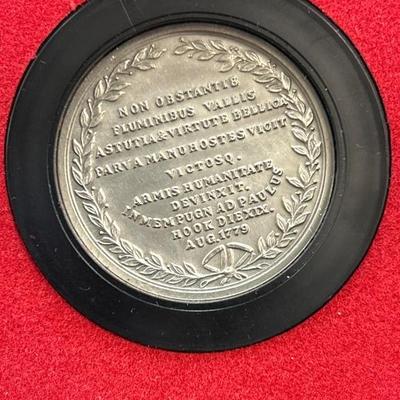 NON OBSTANTIB
FLUMINIBUS VALLIS
ASTUTIA & VIRTUTE BELLICA
PARVA MANU HOSTES VICIT
VICTOSQ.
ARMIS HUMANITATE
DEVINXIT.
IN MEM PUGN AD PAULUS
HOOK DIE XIX.
AUG. 1779